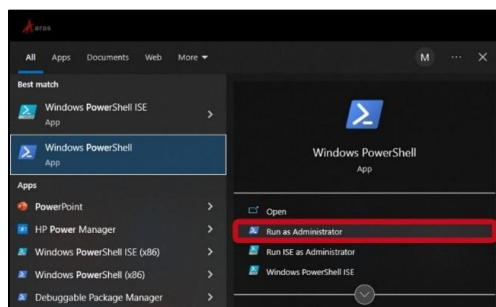 Aras
All Apps Documents Web More M ...
Best match
Windows PowerShell ISE
App
Windows PowerShell
App
Apps
PowerPoint
HP Power Manager
Windows PowerShell ISE (x86)
Windows PowerShell (x86)
Debuggable Package Manager
Windows PowerShell
App
Open
Run as Administrator
Run ISE as Administrator
Windows PowerShell ISE